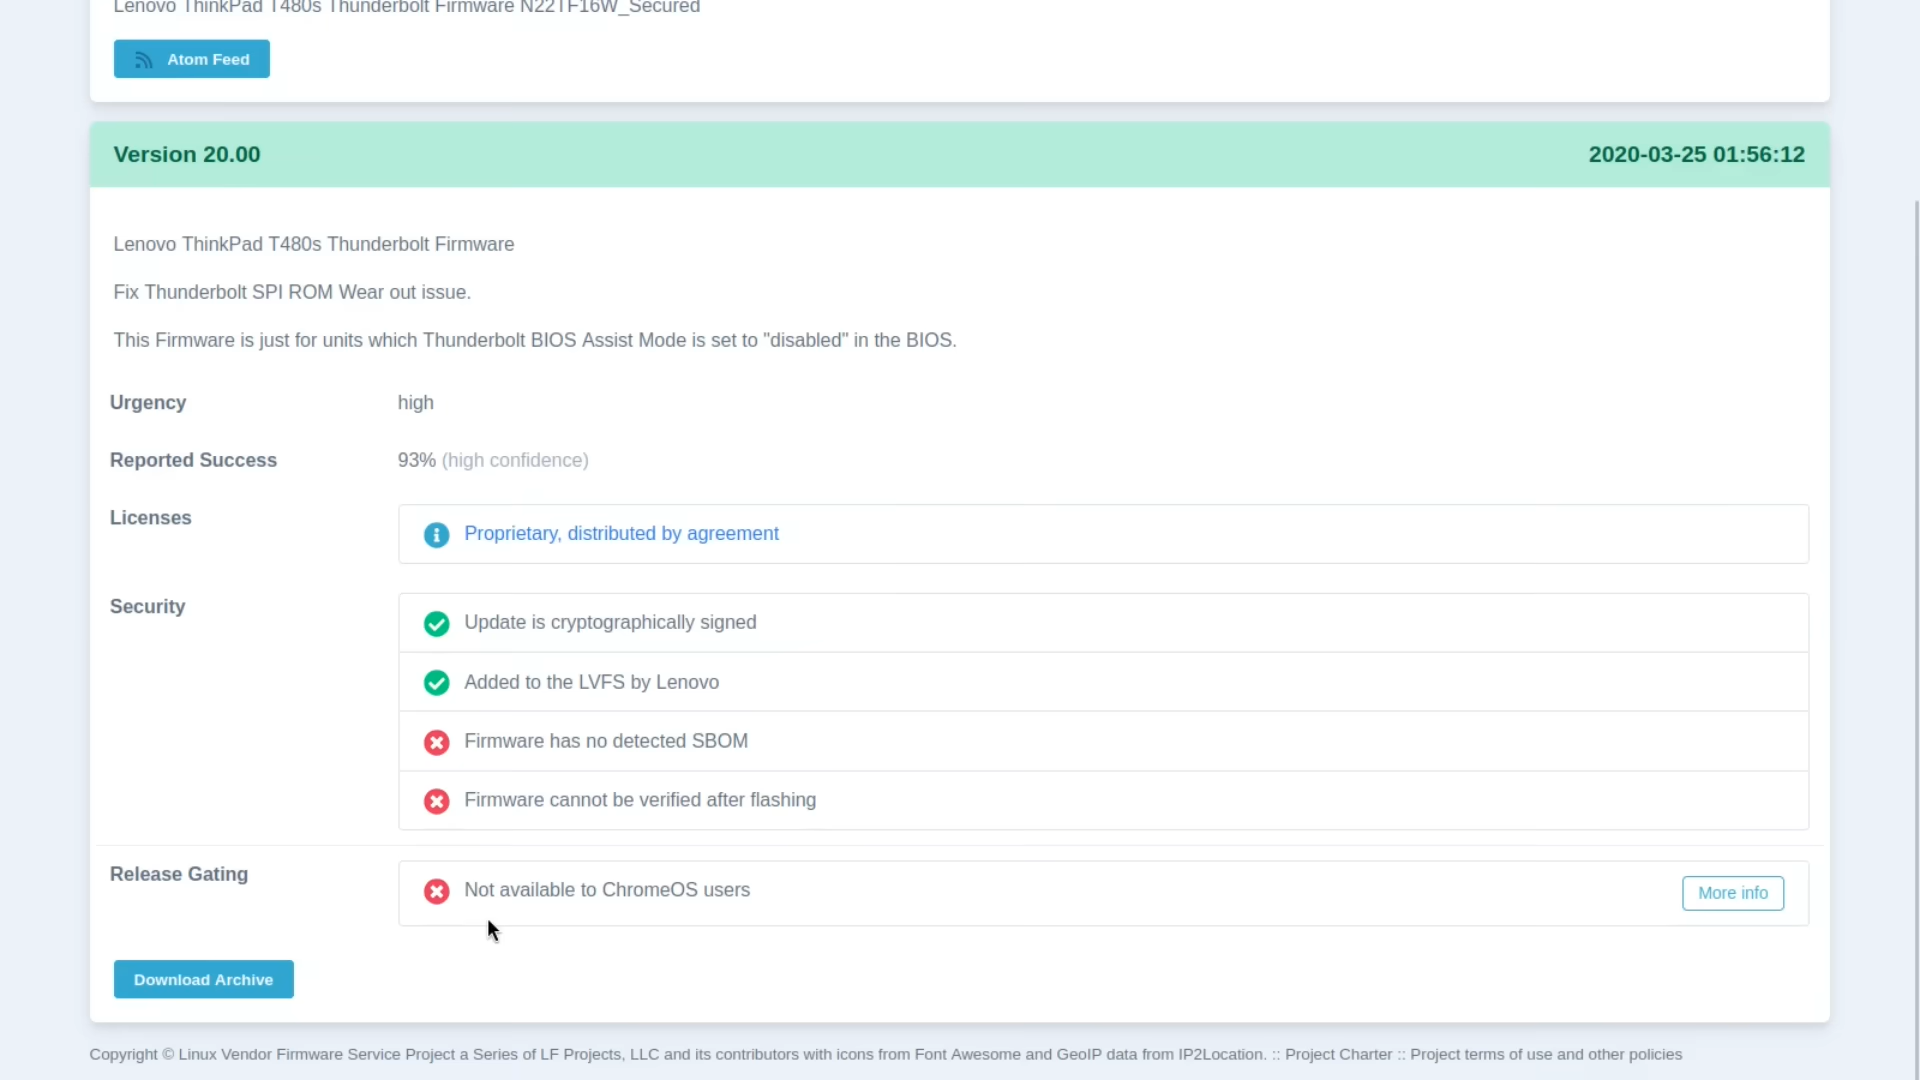 Lenovo ThinkPad T480s Thunderbolt Firmware N22TF16W_Secured
Atom Feed
Version 20.00
2020-03-25 01:56:12
Lenovo ThinkPad T480s Thunderbolt Firmware
Fix Thunderbolt SPI ROM Wear out issue.
This Firmware is just for units which Thunderbolt BIOS Assist Mode is set to "disabled" in the BIOS.
Urgency
high
Reported Success
93% (high confidence)
Licenses
Proprietary, distributed by agreement
Security
Update is cryptographically signed
Added to the LVFS by Lenovo
Firmware has no detected SBOM
Firmware cannot be verified after flashing
Release Gating
Not available to ChromeOS users
More info
Download Archive
Copyright © Linux Vendor Firmware Service Project a Series of LF Projects, LLC and its contributors with icons from Font Awesome and GeoIP data from IP2Location. :: Project Charter :: Project terms of use and other policies